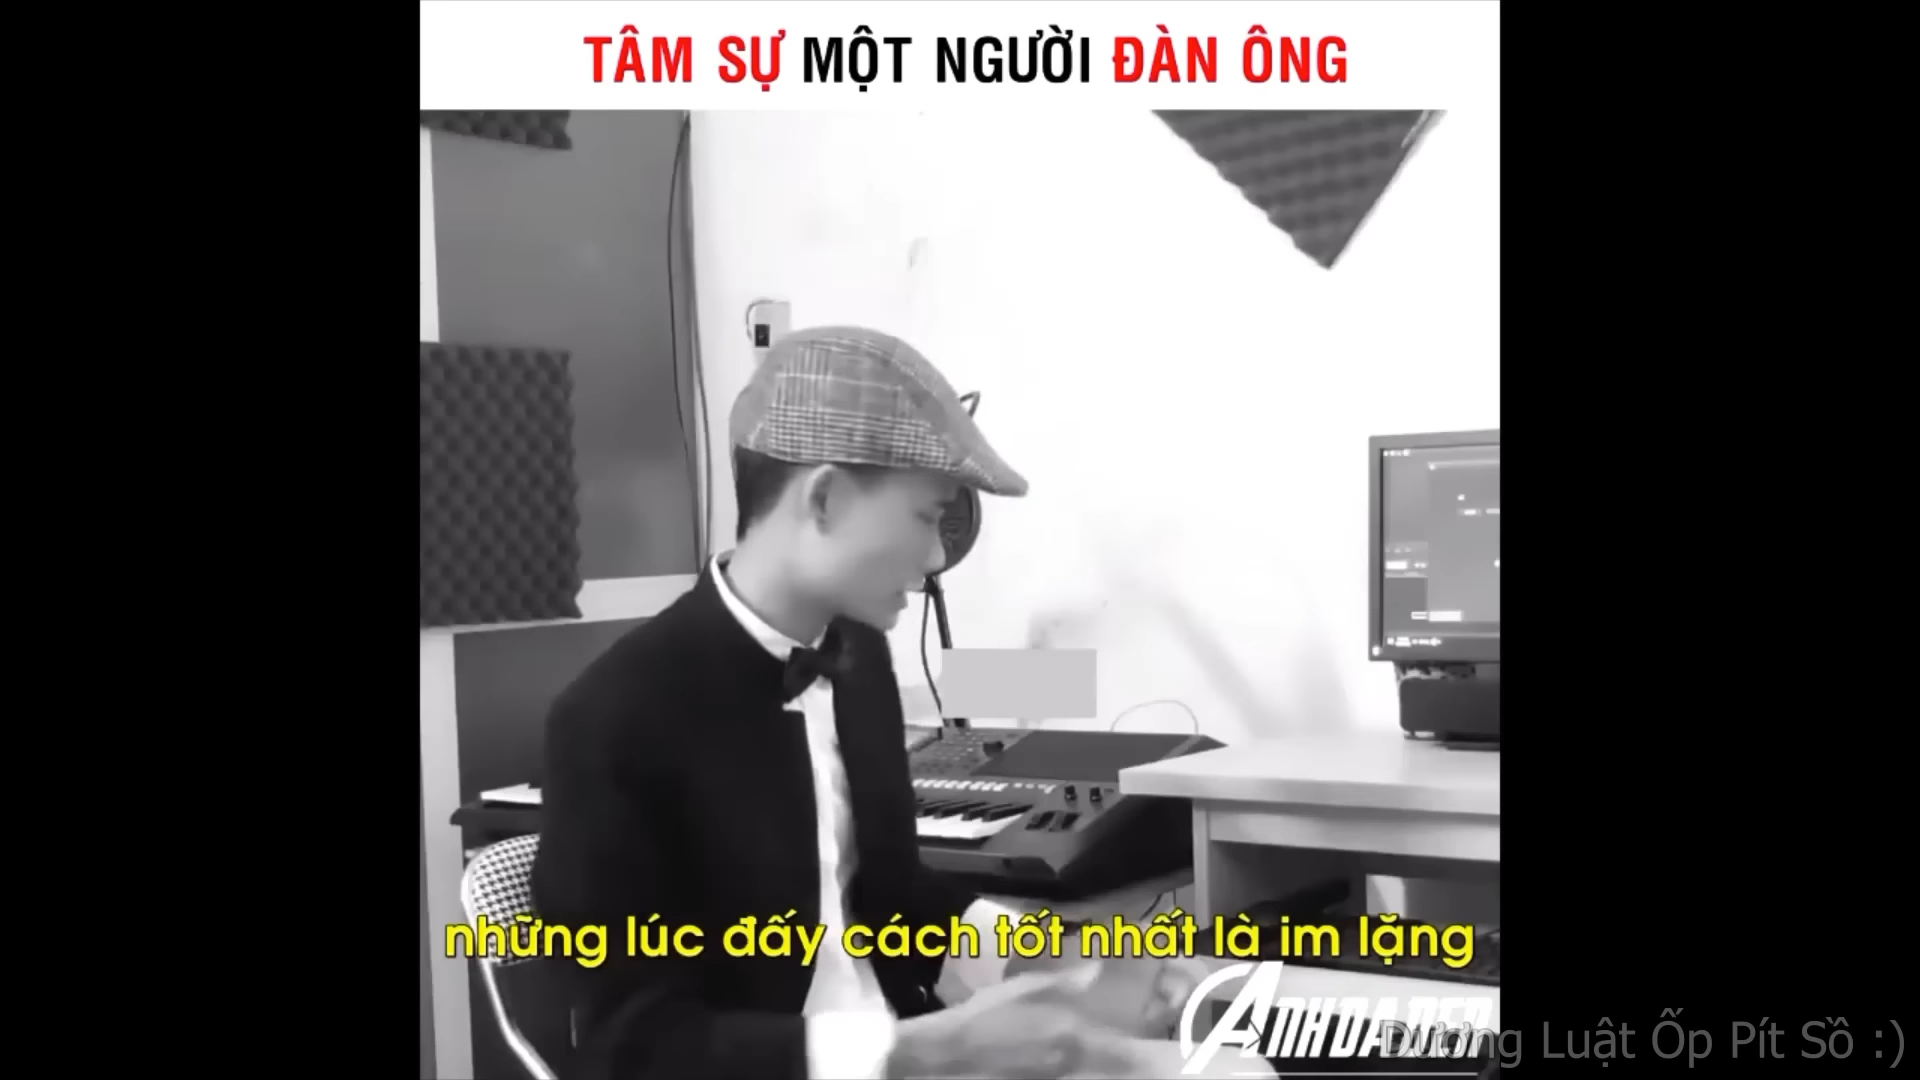 TÂM SỰ MỘT NGƯỜI ĐÀN ÔNG
những lúc đấy cách tốt nhất là im lặng
ANHDADEN
Dương Luật Ốp Pít Sồ :)